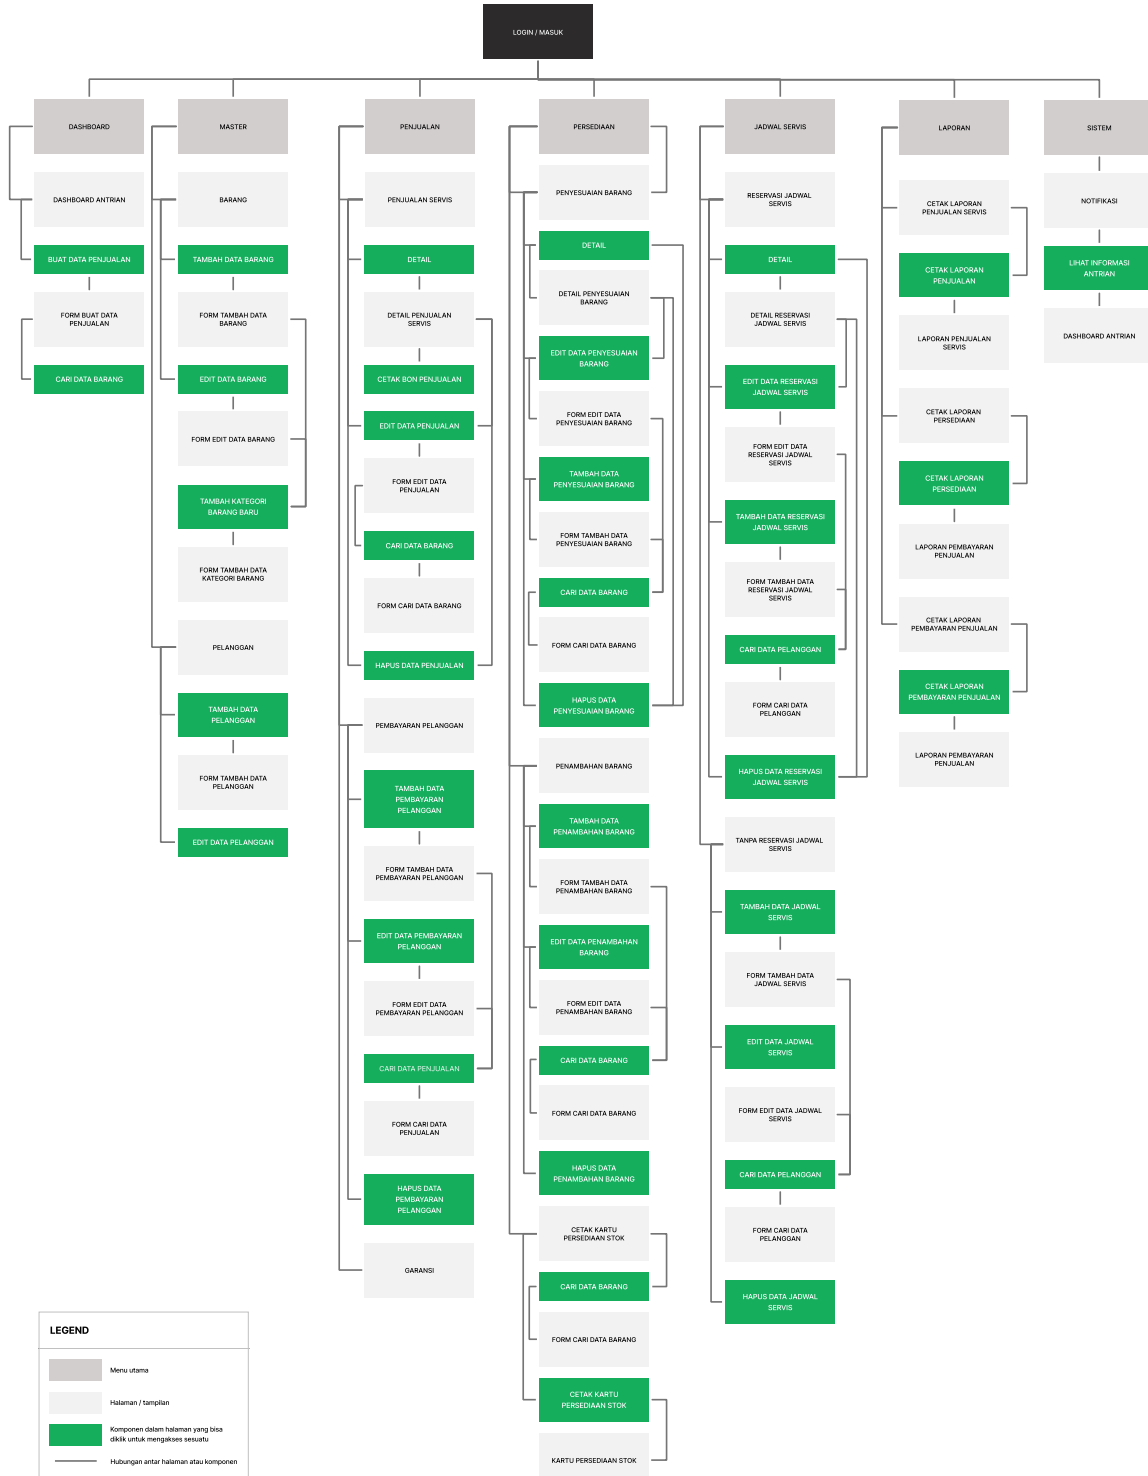 LOGIN / MASUK
DASHBOARD
DASHBOARD ANTRIAN
BUAT DATA PENJUALAN
FORM BUAT DATA
PENJUALAN
CARI DATA BARANG
MASTER
BARANG
TAMBAH DATA BARANG
FORM TAMBAH DATA
BARANG
EDIT DATA BARANG
FORM EDIT DATA BARANG
TAMBAH KATEGORI
BARANG BARU
FORM TAMBAH DATA
KATEGORI BARANG
PELANGGAN
TAMBAH DATA
PELANGGAN
FORM TAMBAH DATA
PELANGGAN
EDIT DATA PELANGGAN
PENJUALAN
PENJUALAN SERVIS
DETAIL
DETAIL PENJUALAN
SERVIS
CETAK BON PENJUALAN
EDIT DATA PENJUALAN
FORM EDIT DATA
PENJUALAN
CARI DATA BARANG
FORM CARI DATA BARANG
HAPUS DATA PENJUALAN
PEMBAYARAN PELANGGAN
TAMBAH DATA
PEMBAYARAN
PELANGGAN
FORM TAMBAH DATA
PEMBAYARAN PELANGGAN
EDIT DATA PEMBAYARAN
PELANGGAN
FORM EDIT DATA
PEMBAYARAN PELANGGAN
CARI DATA PENJUALAN
FORM CARI DATA
PENJUALAN
HAPUS DATA
PEMBAYARAN
PELANGGAN
GARANSI
PERSEDIAAN
PENYESUAIAN BARANG
DETAIL
DETAIL PENYESUAIAN
BARANG
EDIT DATA PENYESUAIAN
BARANG
FORM EDIT DATA
PENYESUAIAN BARANG
TAMBAH DATA
PENYESUAIAN BARANG
FORM TAMBAH DATA
PENYESUAIAN BARANG
CARI DATA BARANG
FORM CARI DATA BARANG
HAPUS DATA
PENYESUAIAN BARANG
PENAMBAHAN BARANG
TAMBAH DATA
PENAMBAHAN BARANG
FORM TAMBAH DATA
PENAMBAHAN BARANG
EDIT DATA PENAMBAHAN
BARANG
FORM EDIT DATA
PENAMBAHAN BARANG
CARI DATA BARANG
FORM CARI DATA BARANG
HAPUS DATA
PENAMBAHAN BARANG
CETAK KARTU
PERSEDIAAN STOK
CARI DATA BARANG
FORM CARI DATA BARANG
CETAK KARTU
PERSEDIAAN STOK
KARTU PERSEDIAAN STOK
JADWAL SERVIS
RESERVASI JADWAL
SERVIS
DETAIL
DETAIL RESERVASI
JADWAL SERVIS
EDIT DATA RESERVASI
JADWAL SERVIS
FORM EDIT DATA
RESERVASI JADWAL
SERVIS
TAMBAH DATA RESERVASI
JADWAL SERVIS
FORM TAMBAH DATA
RESERVASI JADWAL
SERVIS
CARI DATA PELANGGAN
FORM CARI DATA
PELANGGAN
HAPUS DATA RESERVASI
JADWAL SERVIS
TANPA RESERVASI JADWAL
SERVIS
TAMBAH DATA JADWAL
SERVIS
FORM TAMBAH DATA
JADWAL SERVIS
EDIT DATA JADWAL
SERVIS
FORM EDIT DATA JADWAL
SERVIS
CARI DATA PELANGGAN
FORM CARI DATA
PELANGGAN
HAPUS DATA JADWAL
SERVIS
LAPORAN
CETAK LAPORAN
PENJUALAN SERVIS
CETAK LAPORAN
PENJUALAN
LAPORAN PENJUALAN
SERVIS
CETAK LAPORAN
PERSEDIAAN
CETAK LAPORAN
PERSEDIAAN
LAPORAN PEMBAYARAN
PENJUALAN
CETAK LAPORAN
PEMBAYARAN PENJUALAN
CETAK LAPORAN
PEMBAYARAN PENJUALAN
LAPORAN PEMBAYARAN
PENJUALAN
SISTEM
NOTIFIKASI
LIHAT INFORMASI
ANTRIAN
DASHBOARD ANTRIAN
LEGEND
Menu utama
Halaman / tampilan
Komponen dalam halaman yang bisa
diklik untuk mengakses sesuatu
Hubungan antar halaman atau komponen